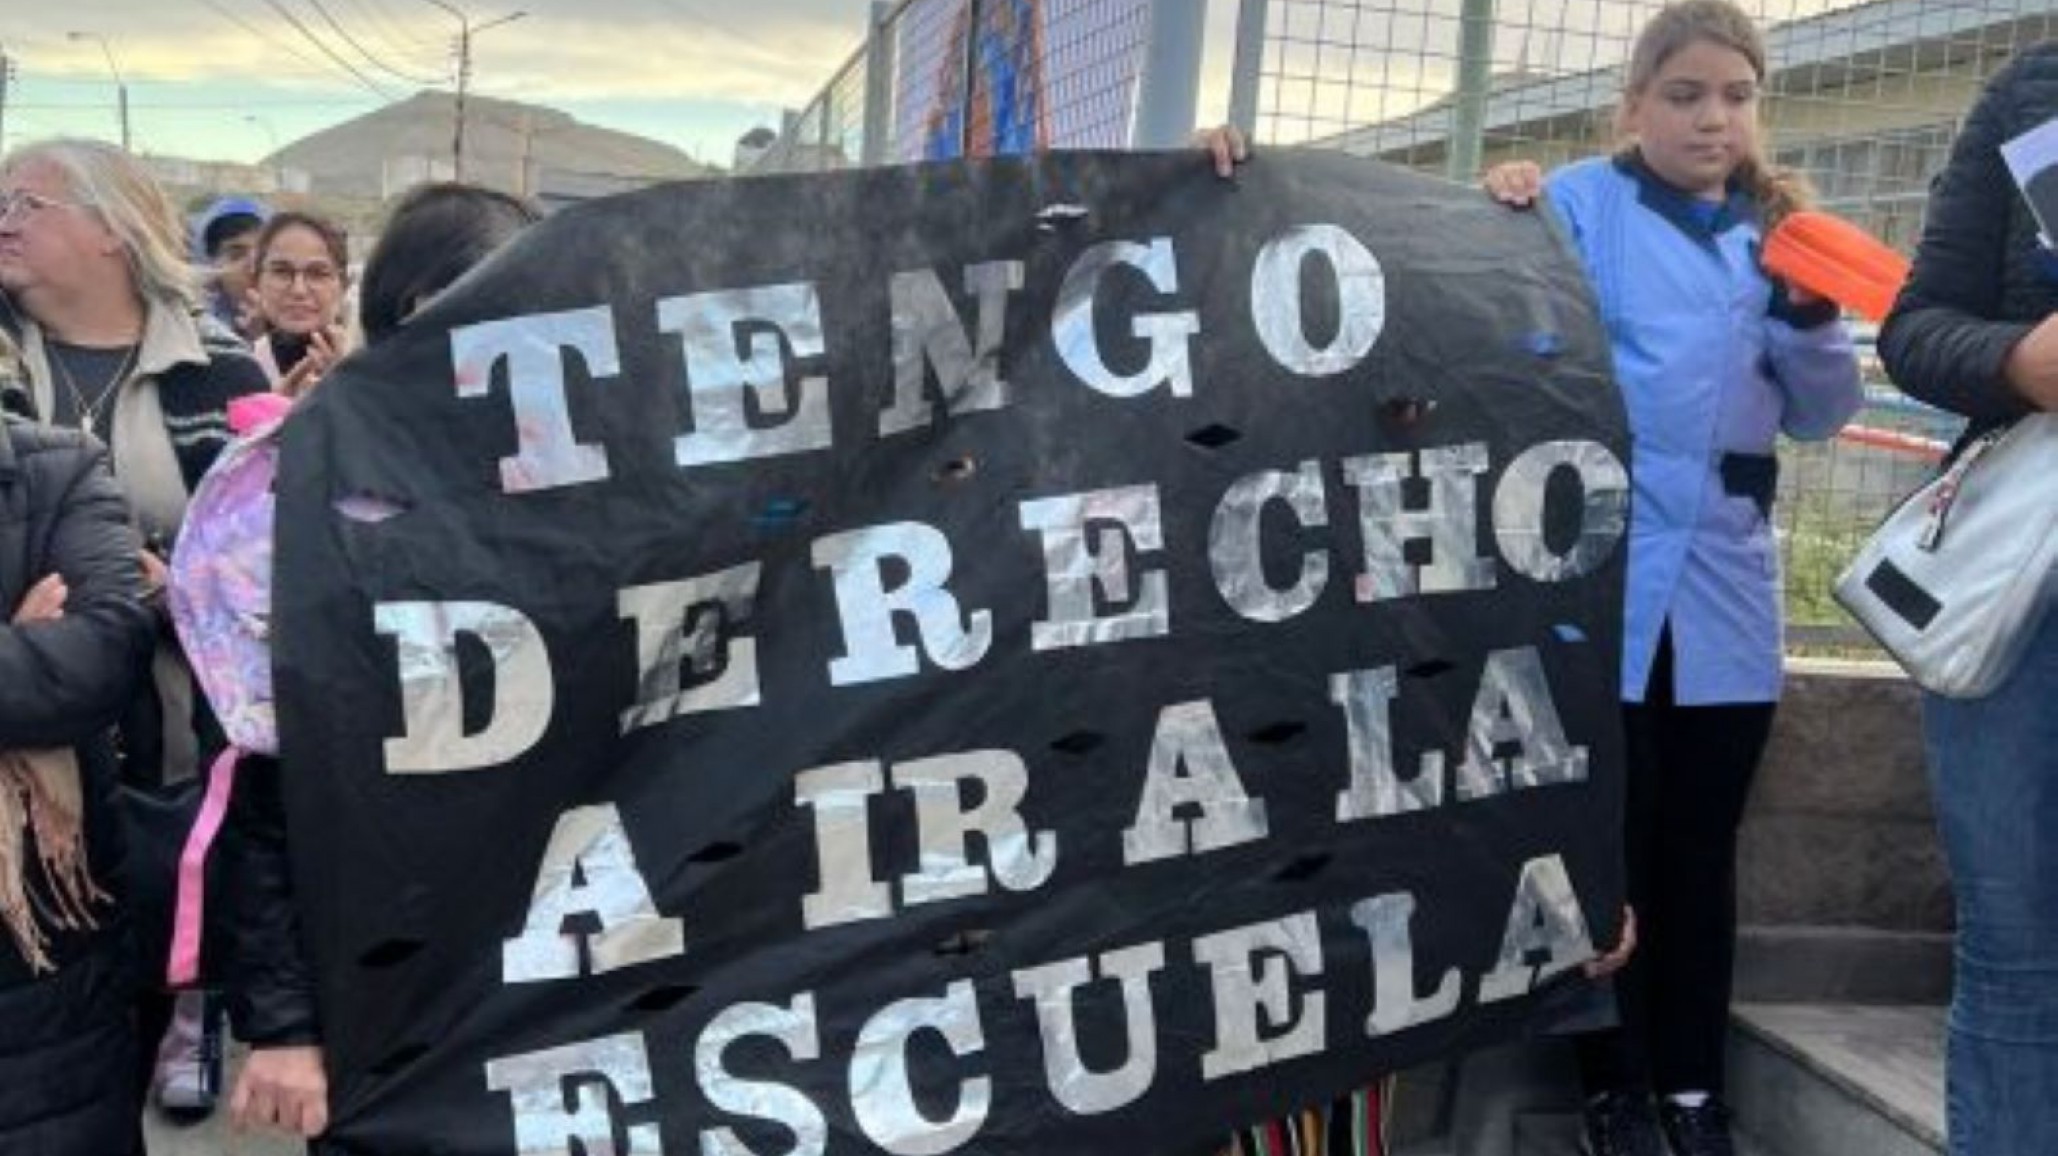 TENGO
DERECHO
A IR A LA
ESCUELA